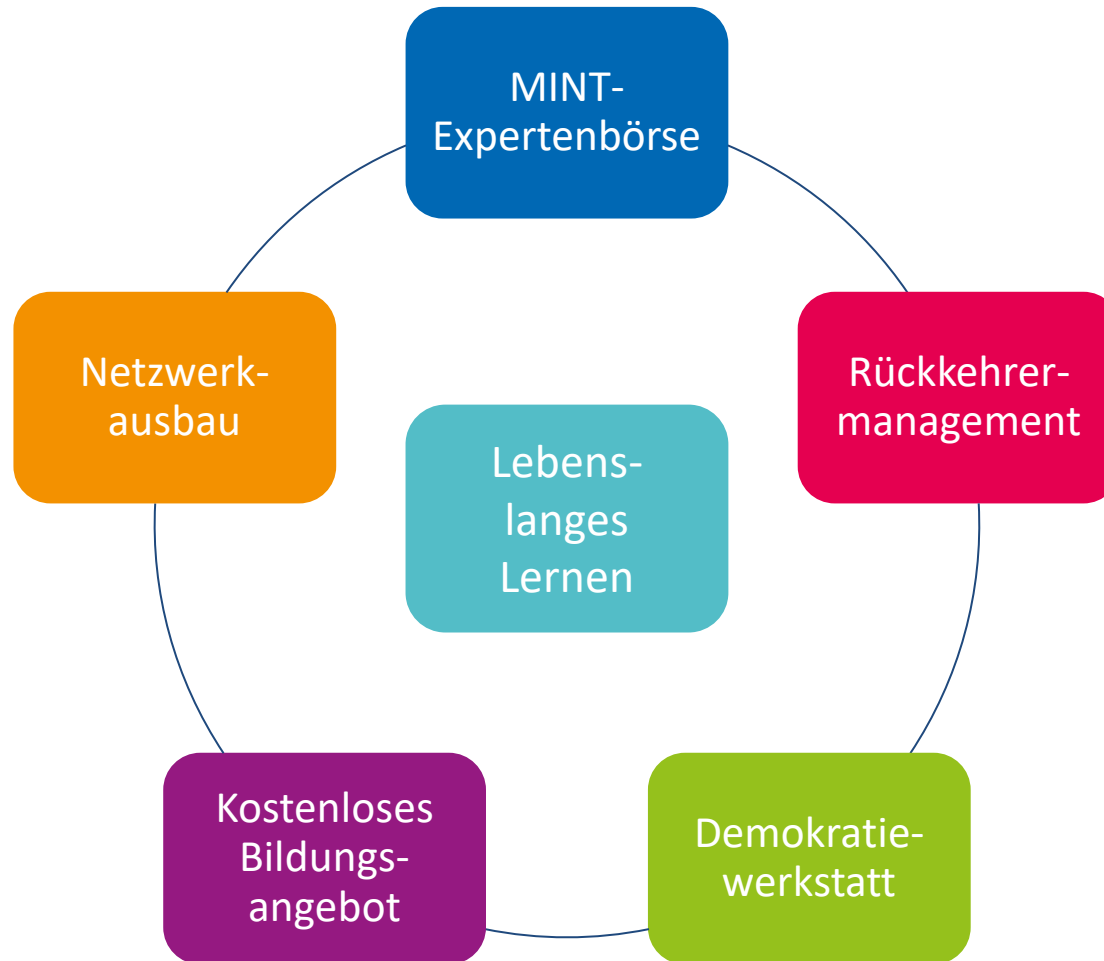 MINT-
Expertenbörse
Netzwerk-
ausbau
Rückkehrer-
management
Lebens-
langes
Lernen
Kostenloses
Bildungs-
angebot
Demokratie-
werkstatt